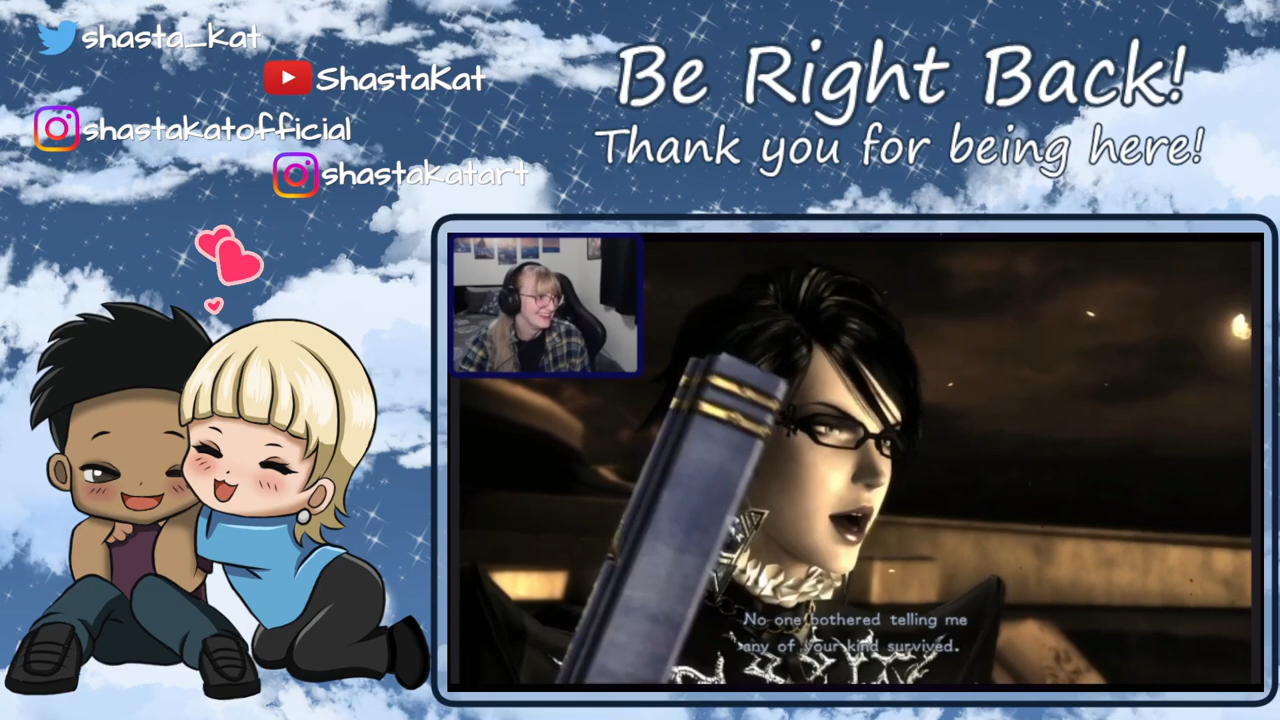 shasta_kat
ShastaKat
shastakatofficial
shastakatart
Be Right Back!
Thank you for being here!
No one bothered telling me
any of your kind survived.